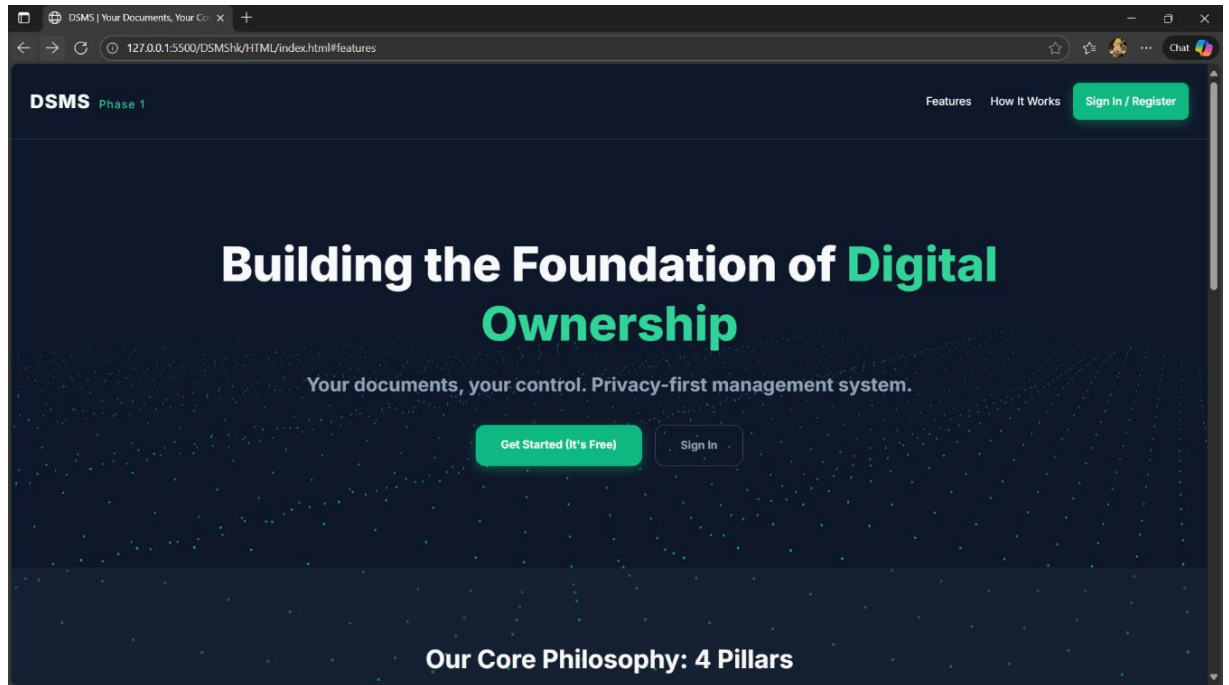 DSMS | Your Documents, Your Co
127.0.0.1:5500/DSMShk/HTML/index.html#features
Chat
DSMS Phase 1
Features How It Works Sign In / Register
Building the Foundation of Digital
Ownership
Your documents, your control. Privacy-first management system.
Get Started (It's Free) Sign In
Our Core Philosophy: 4 Pillars